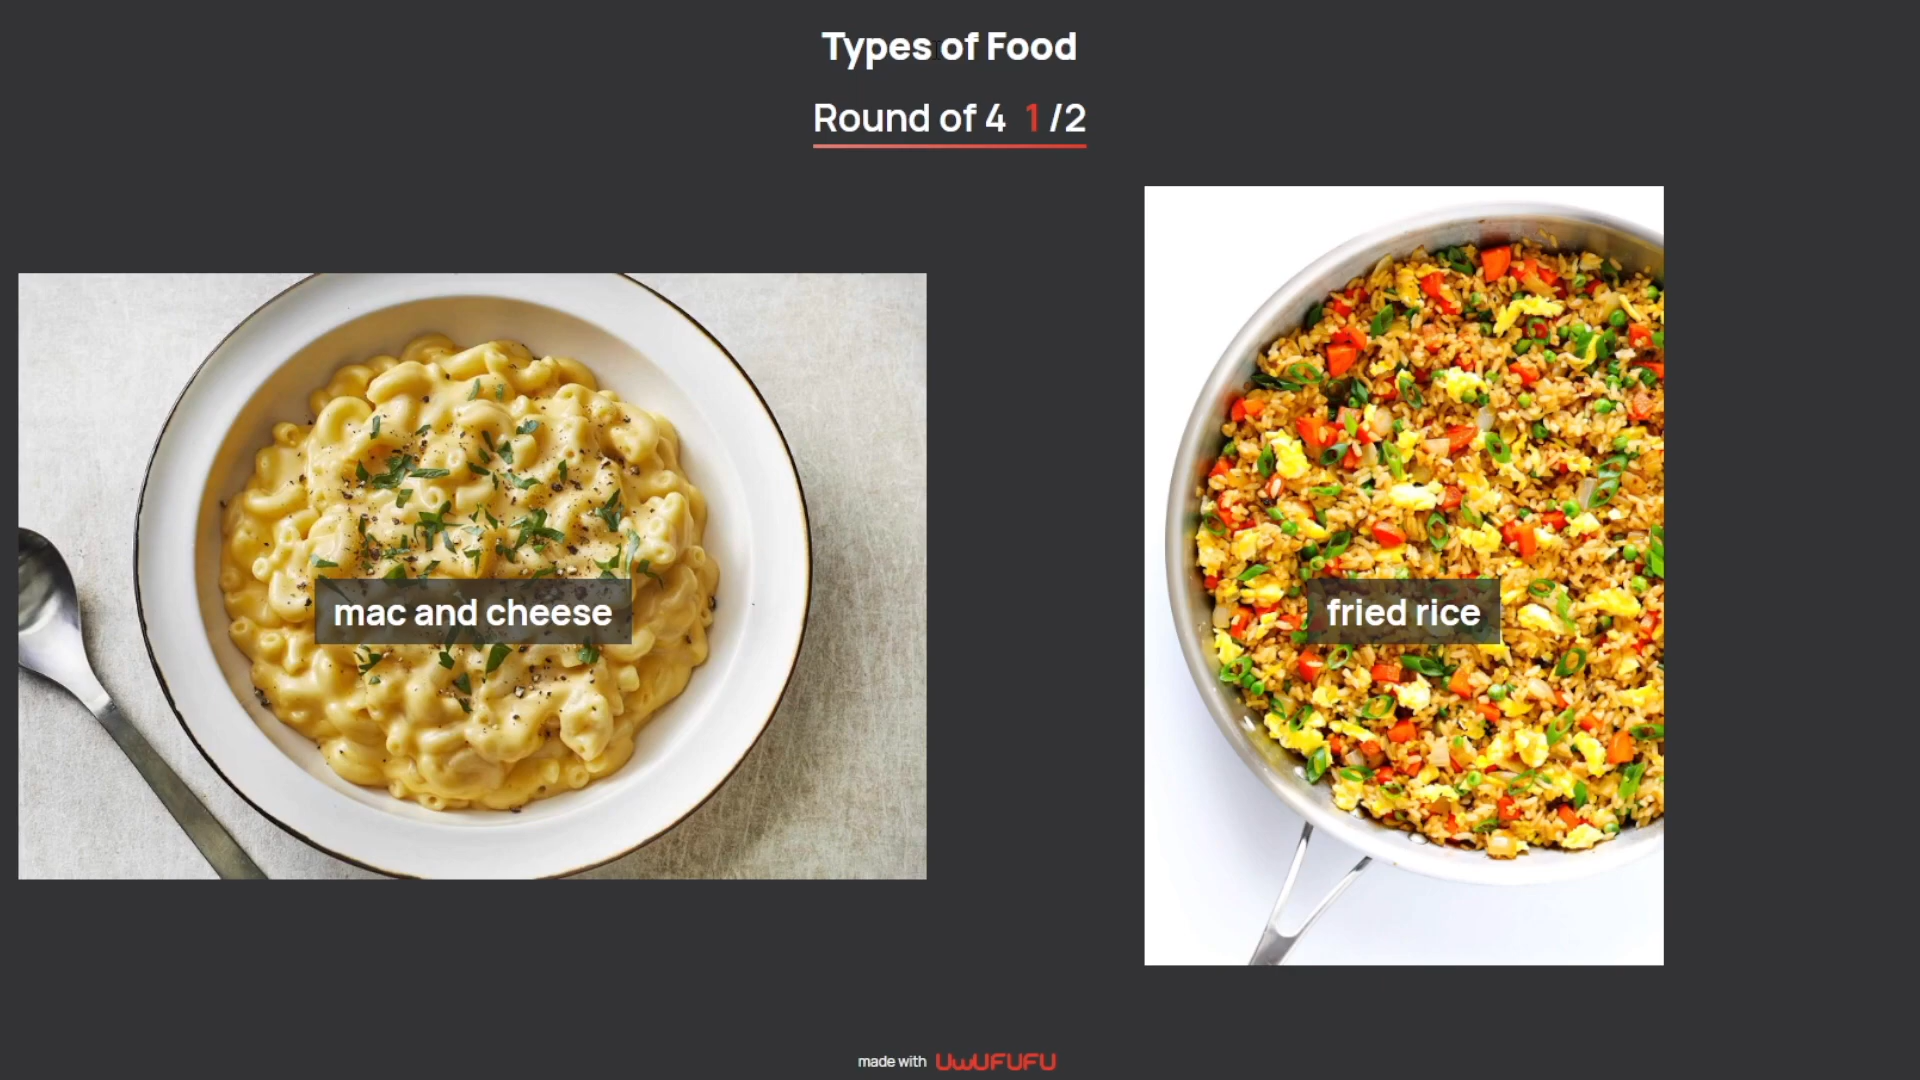 Types of Food
Round of 4 1 /2
mac and cheese
fried rice
made with UwUFUFU